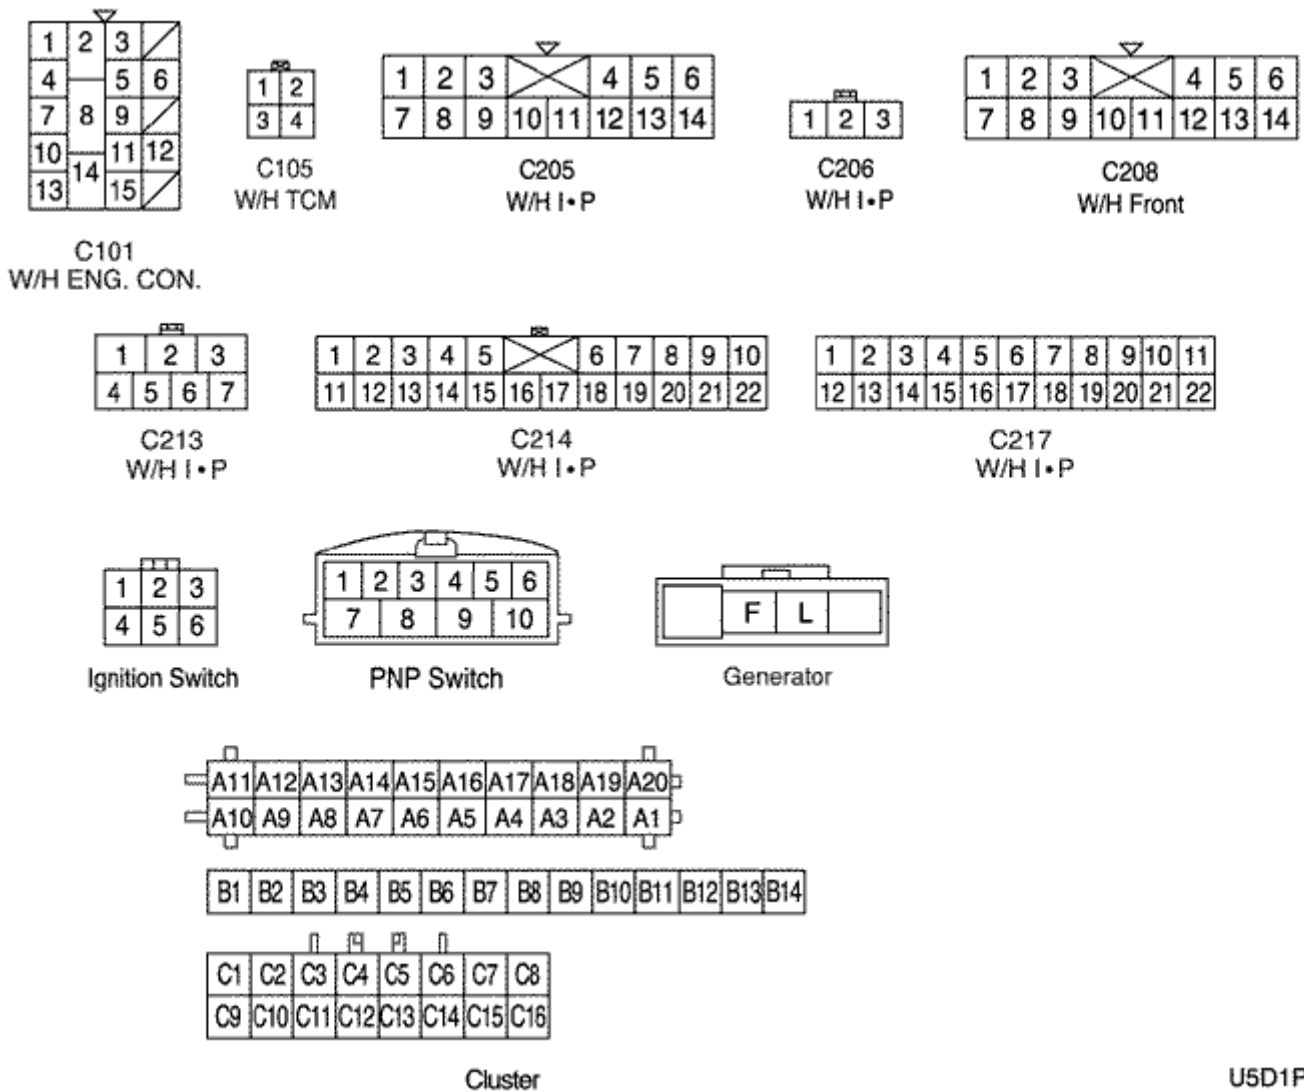 1 2 3
4 5 6
7 8 9
10 11 12
13 14 15
C101
W/H ENG. CON.
1 2
3 4
C105
W/H TCM
1 2 3 4 5 6
7 8 9 10 11 12 13 14
C205
W/H I•P
1 2 3
C206
W/H I•P
1 2 3 4 5 6
7 8 9 10 11 12 13 14
C208
W/H Front
1 2 3
4 5 6 7
C213
W/H I•P
1 2 3 4 5 6 7 8 9 10
11 12 13 14 15 16 17 18 19 20 21 22
C214
W/H I•P
1 2 3 4 5 6 7 8 9 10 11
12 13 14 15 16 17 18 19 20 21 22
C217
W/H I•P
1 2 3
4 5 6
Ignition Switch
1 2 3 4 5 6
7 8 9 10
PNP Switch
F L
Generator
A11 A12 A13 A14 A15 A16 A17 A18 A19 A20
A10 A9 A8 A7 A6 A5 A4 A3 A2 A1
B1 B2 B3 B4 B5 B6 B7 B8 B9 B10 B11 B12 B13 B14
C1 C2 C3 C4 C5 C6 C7 C8
C9 C10 C11 C12 C13 C14 C15 C16
Cluster